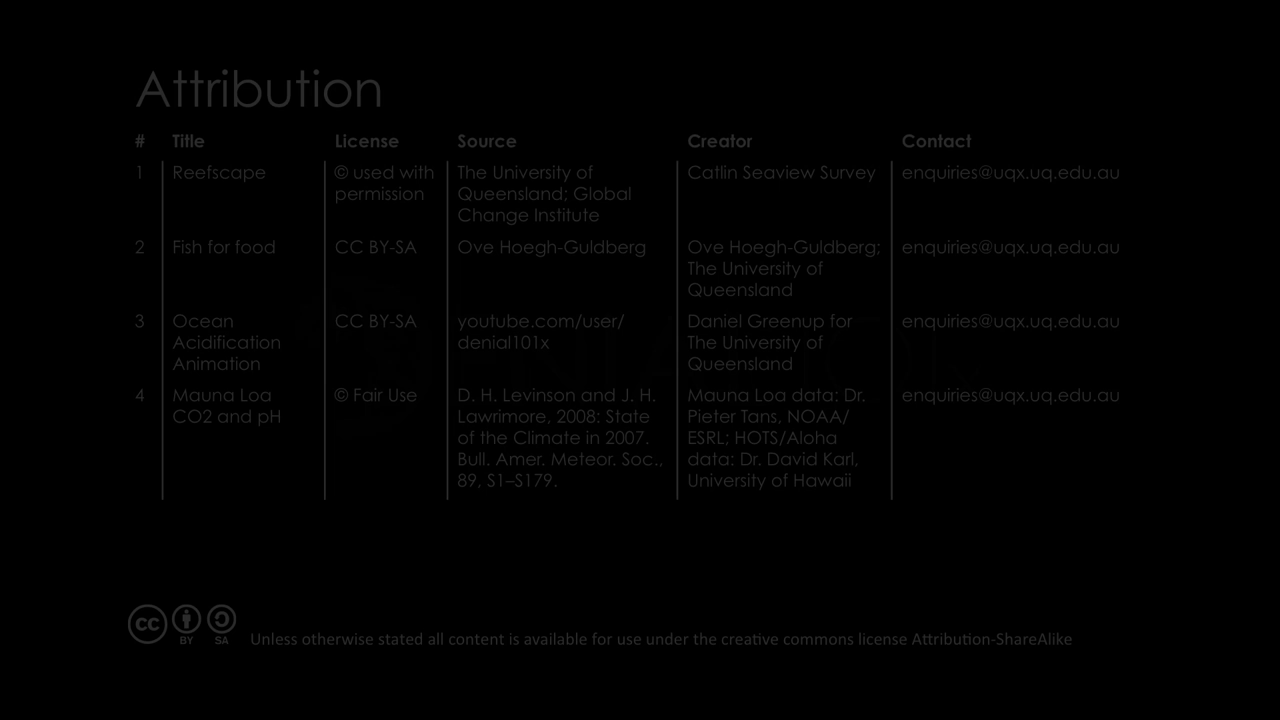 Attribution
# Title License Source Creator Contact
1 Reefscape © used with permission The University of Queensland; Global Change Institute Catlin Seaview Survey enquiries@uqx.uq.edu.au
2 Fish for food CC BY-SA Ove Hoegh-Guldberg Ove Hoegh-Guldberg; The University of Queensland enquiries@uqx.uq.edu.au
3 Ocean Acidification Animation CC BY-SA youtube.com/user/denial101x Daniel Greenup for The University of Queensland enquiries@uqx.uq.edu.au
4 Mauna Loa CO2 and pH © Fair Use D. H. Levinson and J. H. Lawrimore, 2008: State of the Climate in 2007. Bull. Amer. Meteor. Soc., 89, S1–S179. Mauna Loa data: Dr. Pieter Tans, NOAA/ESRL; HOTS/Aloha data: Dr. David Karl, University of Hawaii enquiries@uqx.uq.edu.au
CC BY SA Unless otherwise stated all content is available for use under the creative commons license Attribution-ShareAlike